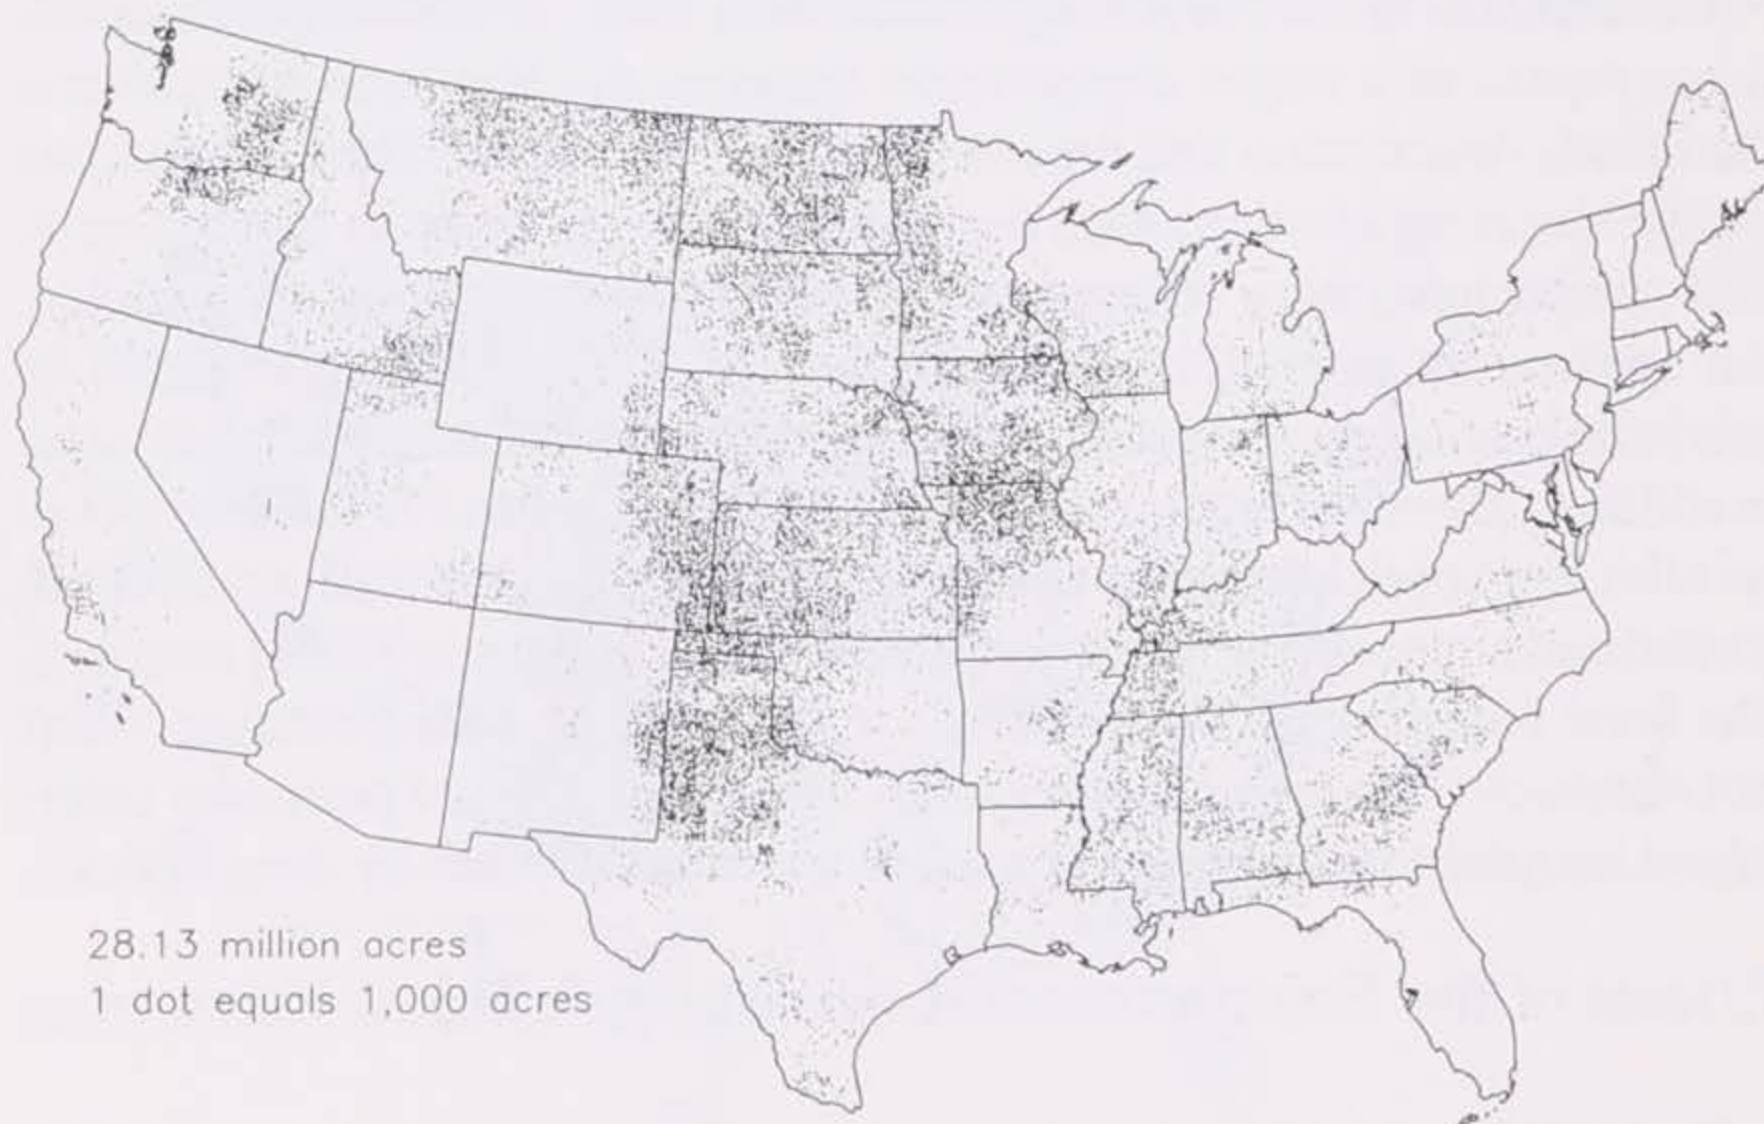 28.13 million acres
1 dot equals 1,000 acres